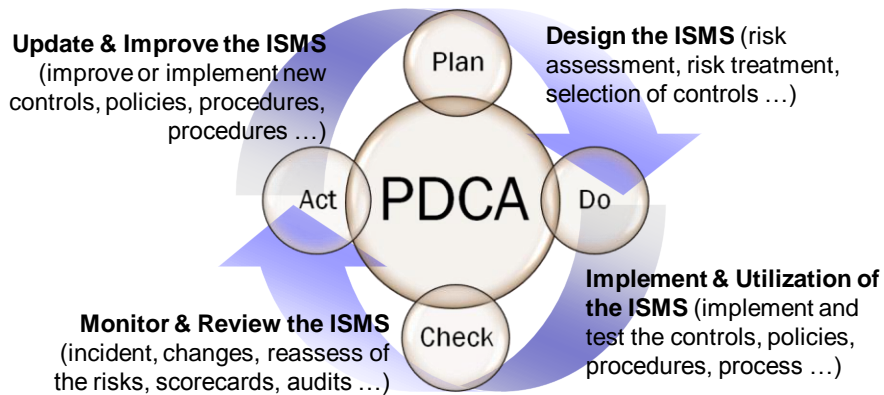 Update & Improve the ISMS
(improve or implement new
controls, policies, procedures,
procedures …)
Plan
Design the ISMS (risk
assessment, risk treatment,
selection of controls …)
Act
PDCA
Do
Monitor & Review the ISMS
(incident, changes, reassess of
the risks, scorecards, audits …)
Check
Implement & Utilization of
the ISMS (implement and
test the controls, policies,
procedures, process …)